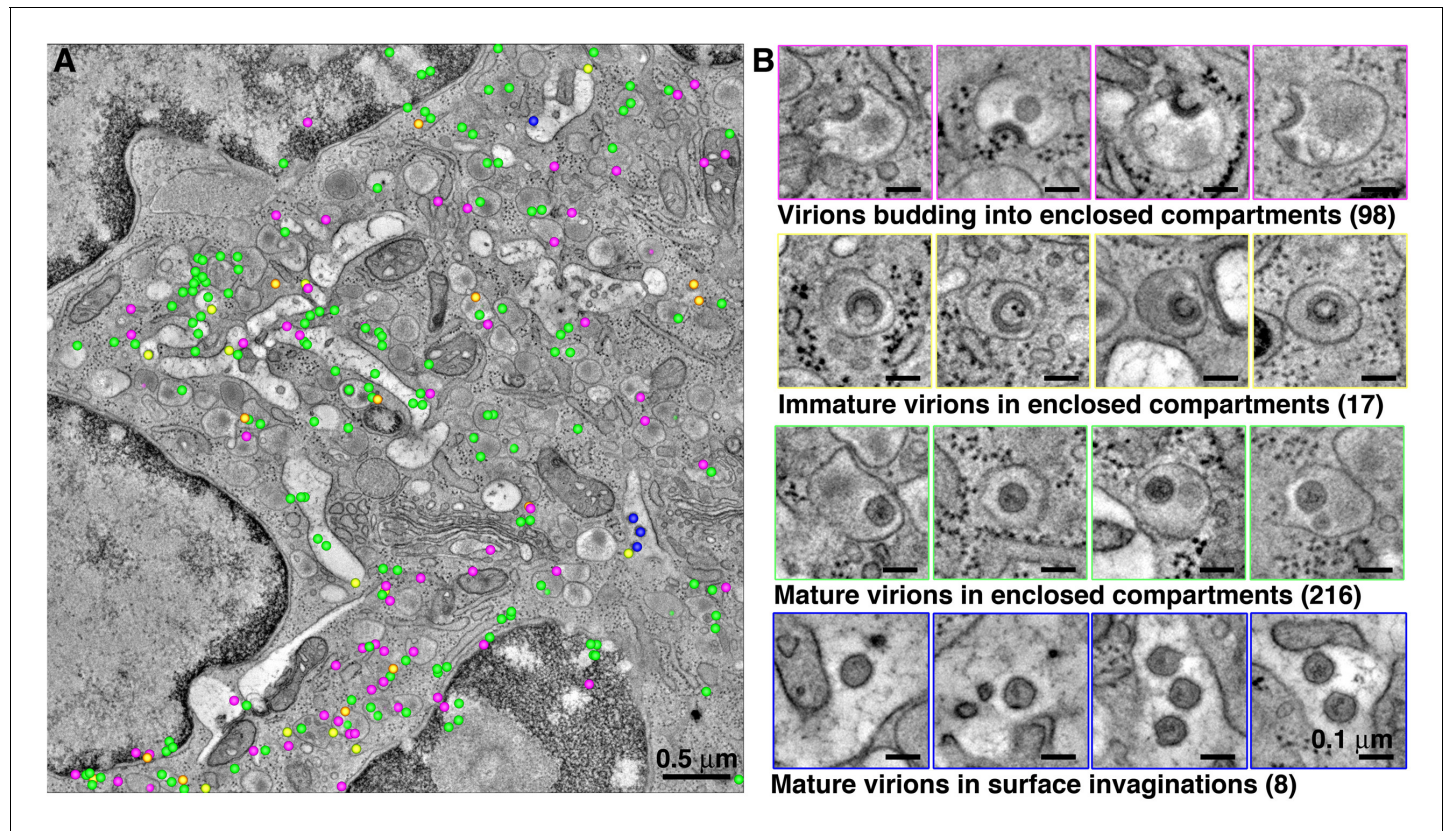 A
B
Virions budding into enclosed compartments (98)
Immature virions in enclosed compartments (17)
Mature virions in enclosed compartments (216)
0.5 μm
0.1 μm
Mature virions in surface invaginations (8)